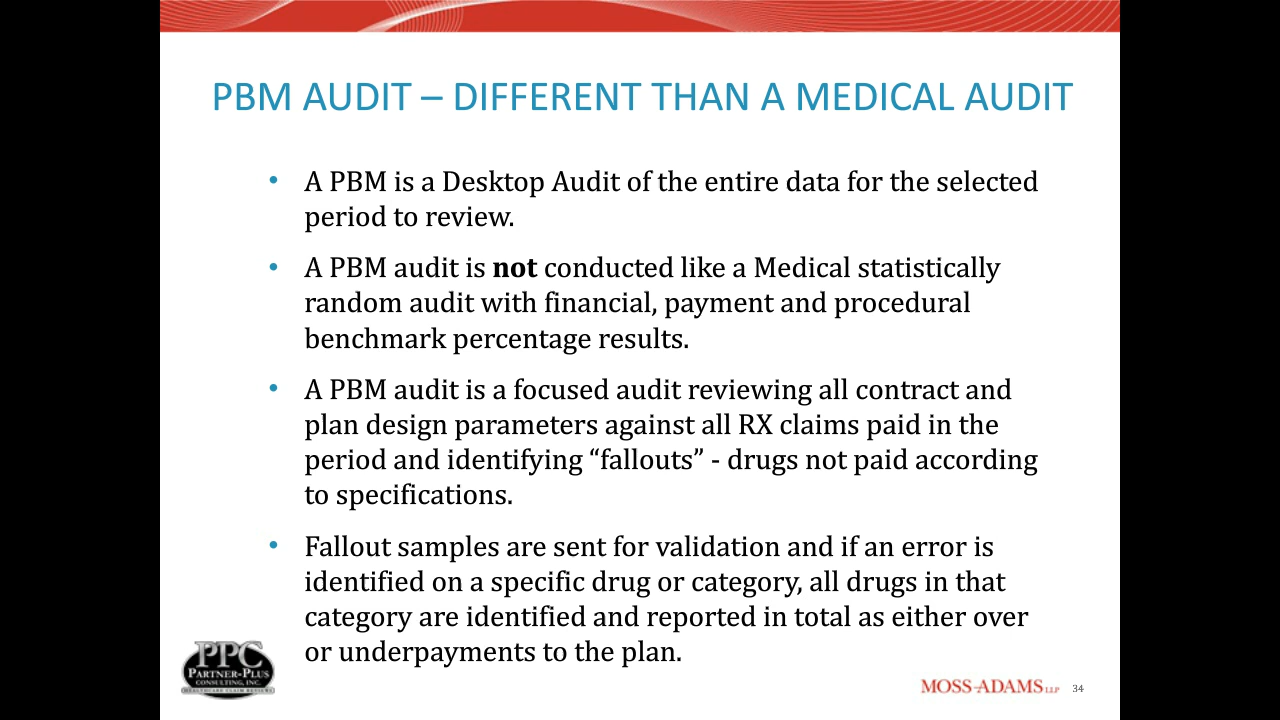 PBM AUDIT – DIFFERENT THAN A MEDICAL AUDIT
• A PBM is a Desktop Audit of the entire data for the selected
period to review.
• A PBM audit is not conducted like a Medical statistically
random audit with financial, payment and procedural
benchmark percentage results.
• A PBM audit is a focused audit reviewing all contract and
plan design parameters against all RX claims paid in the
period and identifying “fallouts” - drugs not paid according
to specifications.
• Fallout samples are sent for validation and if an error is
identified on a specific drug or category, all drugs in that
category are identified and reported in total as either over
or underpayments to the plan.
PPC
PARTNER-PLUS
CONSULTING, INC.
HEALTHCARE CLAIM REVIEWS
MOSS-ADAMS LLP
34